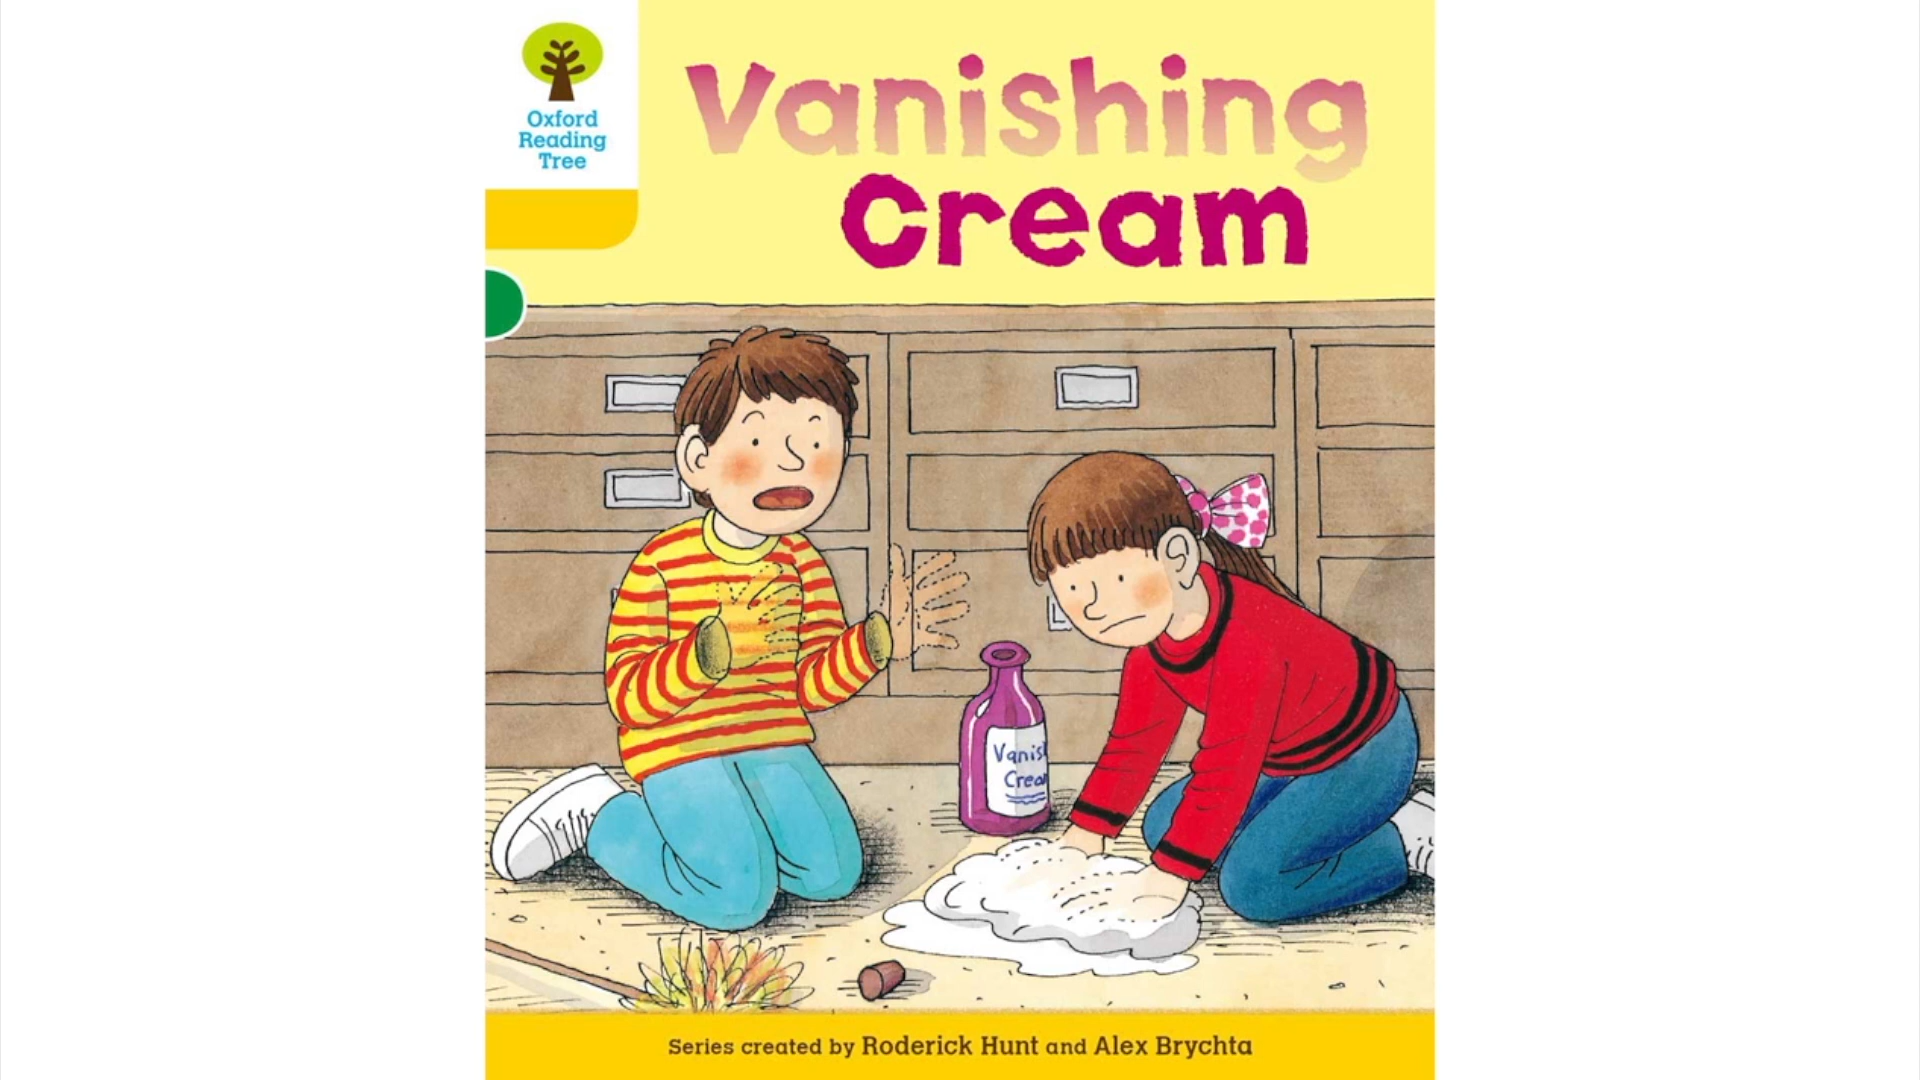 Oxford
Reading
Tree
Vanishing
Cream
Series created by Roderick Hunt and Alex Brychta